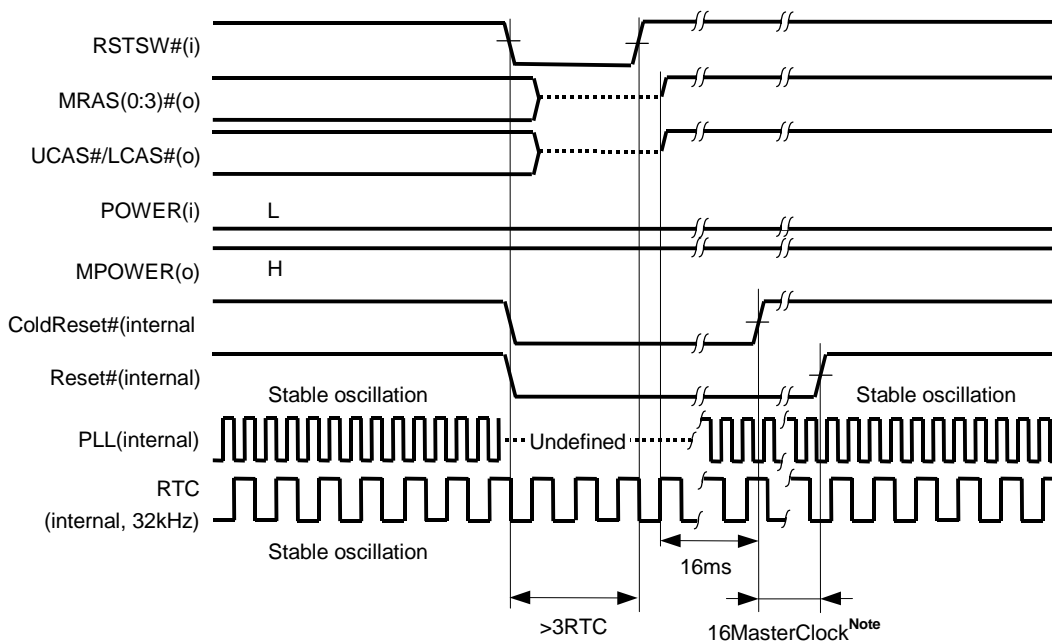 RSTSW#(i)
MRAS(0:3)#(o)
UCAS#/LCAS#(o)
POWER(i)
L
MPOWER(o)
H
ColdReset#(internal
Reset#(internal)
Stable oscillation
Stable oscillation
PLL(internal)
Undefined
RTC
(internal, 32kHz)
Stable oscillation
16ms
>3RTC
16MasterClockNote